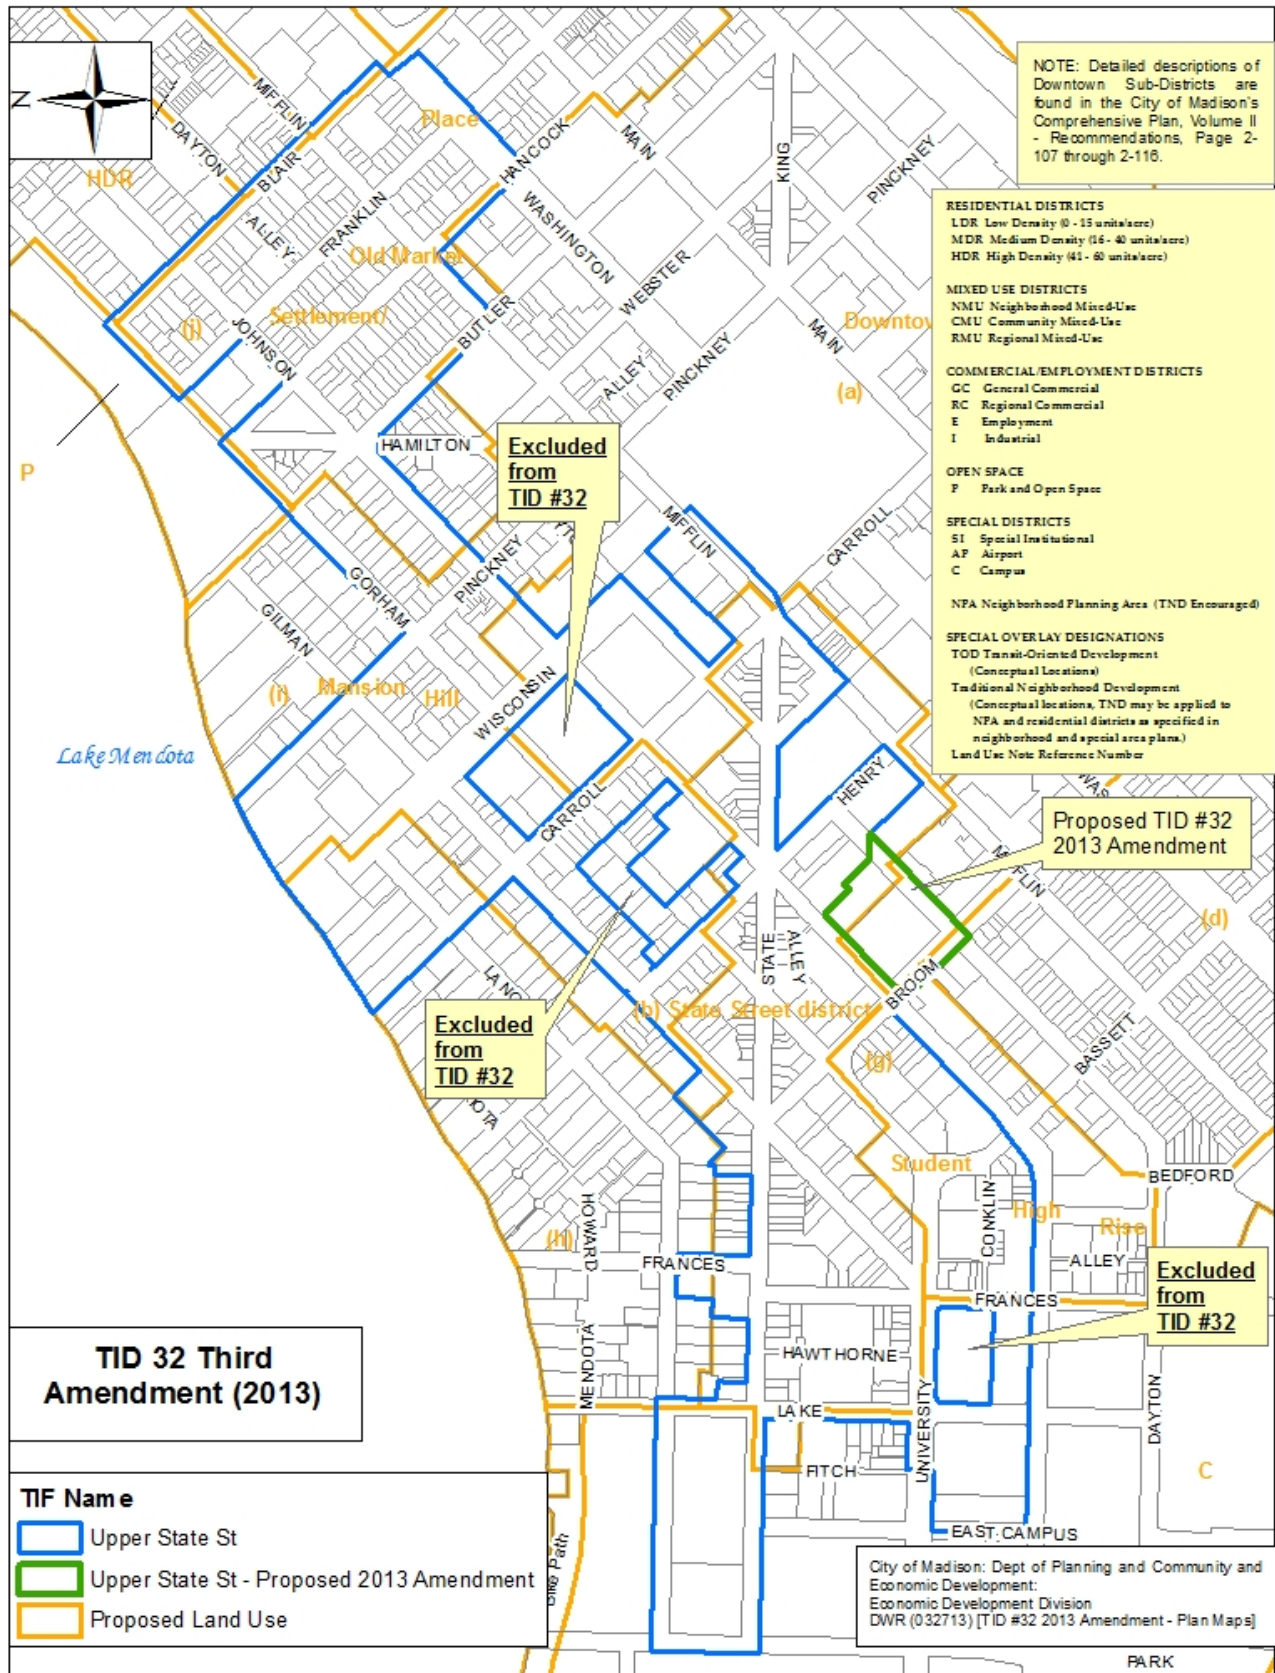 N
NOTE: Detailed descriptions of
Downtown Sub-Districts are
found in the City of Madison's
Comprehensive Plan, Volume II
- Recommendations, Page 2-
107 through 2-116.
RESIDENTIAL DISTRICTS
LDR Low Density (0 - 15 units/acre)
MDR Medium Density (16 - 40 units/acre)
HDR High Density (41 - 60 units/acre)
MIXED USE DISTRICTS
NMU Neighborhood Mixed-Use
CMU Community Mixed-Use
RMU Regional Mixed-Use
COMMERCIAL/EMPLOYMENT DISTRICTS
GC General Commercial
RC Regional Commercial
E Employment
I Industrial
OPEN SPACE
P Park and Open Space
SPECIAL DISTRICTS
SI Special Institutional
AP Airport
C Campus
NPA Neighborhood Planning Area (TND Encouraged)
SPECIAL OVERLAY DESIGNATIONS
TOD Transit-Oriented Development
(Conceptual Locations)
Traditional Neighborhood Development
(Conceptual locations, TND may be applied to
NPA and residential districts as specified in
neighborhood and special area plans.)
Land Use Note Reference Number
MIFFLIN
DAYTON
HDR
BLAIR
ALLEY
FRANKLIN
Place
HANCOCK
MAIN
KING
PINCKNEY
WASHINGTON
Old Market
Settlement/
(j)
JOHNSON
BUTLER
WEBSTER
ALLEY
PINCKNEY
MAIN
Downtow
(a)
HAMILTON
P
Excluded
from
TID #32
MIFFLIN
CARROLL
PINCKNEY
GORHAM
GILMAN
(i)
Mansion
Hill
WISCONSIN
Lake Mendota
CARROLL
HENRY
WAS
Proposed TID #32
2013 Amendment
FLIN
(d)
STATE
ALLEY
BROOM
LANG
(b) State Street district
(g)
BASSETT
Excluded
from
TID #32
OTA
Student
High
Rise
BEDFORD
CONKLIN
HOWARD
(h)
FRANCES
ALLEY
FRANCES
Excluded
from
TID #32
MENDOTA
HAWTHORNE
LAKE
UNIVERSITY
DAYTON
FITCH
C
EAST CAMPUS
Bike Path
PARK
TID 32 Third
Amendment (2013)
TIF Name
Upper State St
Upper State St - Proposed 2013 Amendment
Proposed Land Use
City of Madison: Dept of Planning and Community and
Economic Development:
Economic Development Division
DWR (032713) [TID #32 2013 Amendment - Plan Maps]